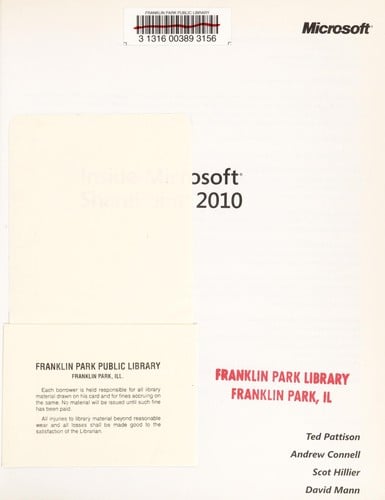 FRANKLIN PARK PUBLIC LIBRARY
3 1316 00389 3156
Microsoft®
Inside Microsoft®
SharePoint® 2010
FRANKLIN PARK PUBLIC LIBRARY
FRANKLIN PARK, ILL.
Each borrower is held responsible for all library
material drawn on his card and for fines accruing on
the same. No material will be issued until such fine
has been paid.
All injuries to library material beyond reasonable
wear and all losses shall be made good to the
satisfaction of the Librarian.
FRANKLIN PARK LIBRARY
FRANKLIN PARK, IL
Ted Pattison
Andrew Connell
Scot Hillier
David Mann